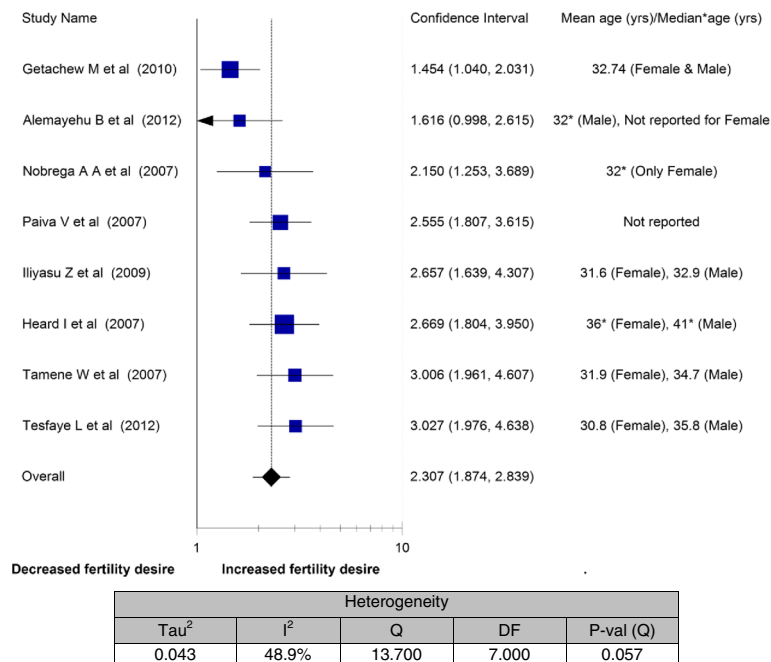 Study Name Confidence Interval Mean age (yrs)/Median*age (yrs)
Getachew M et al (2010) 1.454 (1.040, 2.031) 32.74 (Female & Male)
Alemayehu B et al (2012) 1.616 (0.998, 2.615) 32* (Male), Not reported for Female
Nobrega A A et al (2007) 2.150 (1.253, 3.689) 32* (Only Female)
Paiva V et al (2007) 2.555 (1.807, 3.615) Not reported
Iliyasu Z et al (2009) 2.657 (1.639, 4.307) 31.6 (Female), 32.9 (Male)
Heard I et al (2007) 2.669 (1.804, 3.950) 36* (Female), 41* (Male)
Tamene W et al (2007) 3.006 (1.961, 4.607) 31.9 (Female), 34.7 (Male)
Tesfaye L et al (2012) 3.027 (1.976, 4.638) 30.8 (Female), 35.8 (Male)
Overall 2.307 (1.874, 2.839)
1 10
Decreased fertility desire Increased fertility desire .
Heterogeneity
Tau² I² Q DF P-val (Q)
0.043 48.9% 13.700 7.000 0.057